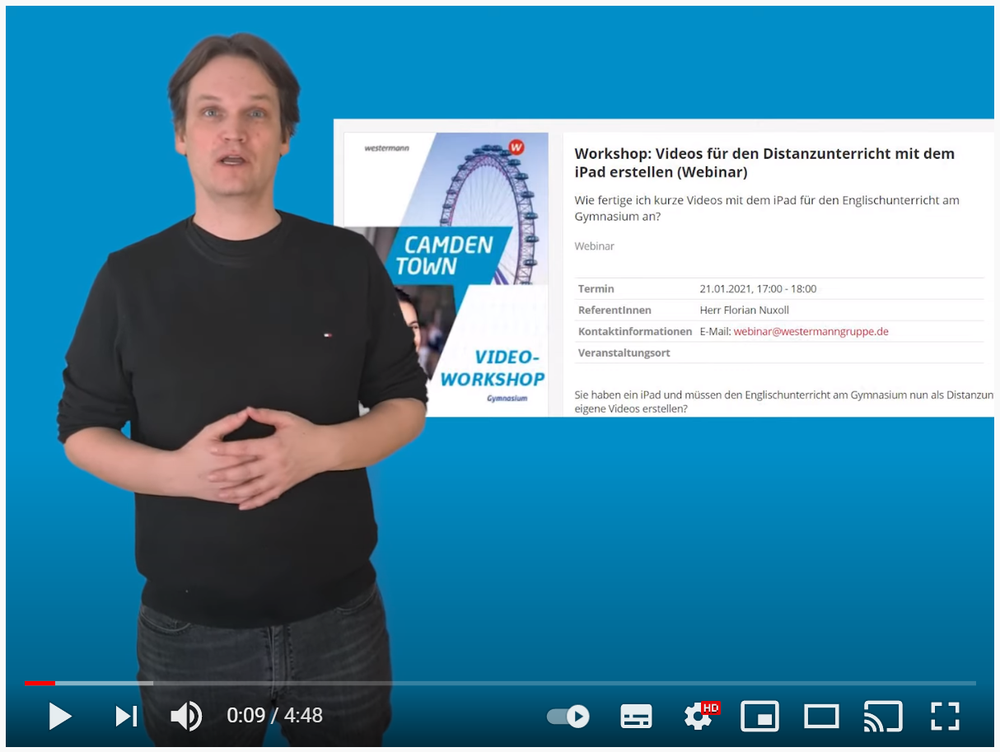 westermann
W
CAMDEN
TOWN
VIDEO-
WORKSHOP
Gymnasium
Workshop: Videos für den Distanzunterricht mit dem
iPad erstellen (Webinar)
Wie fertige ich kurze Videos mit dem iPad für den Englischunterricht am
Gymnasium an?
Webinar
Termin 21.01.2021, 17:00 - 18:00
ReferentInnen Herr Florian Nuxoll
Kontaktinformationen E-Mail: webinar@westermanngruppe.de
Veranstaltungsort
Sie haben ein iPad und müssen den Englischunterricht am Gymnasium nun als Distanzun
eigene Videos erstellen?
0:09 / 4:48
HD